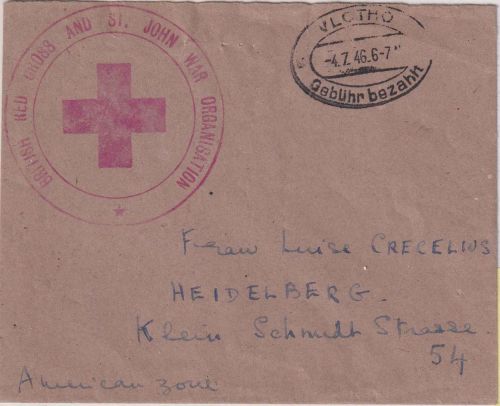 BRITISH RED CROSS AND ST. JOHN WAR ORGANISATION
VLOTHO
-4.7.46.6-7
Gebühr bezahlt
Frau Luise CRECELIUS
HEIDELBERG.
Klein Schmidt Strasse.
54
American zone